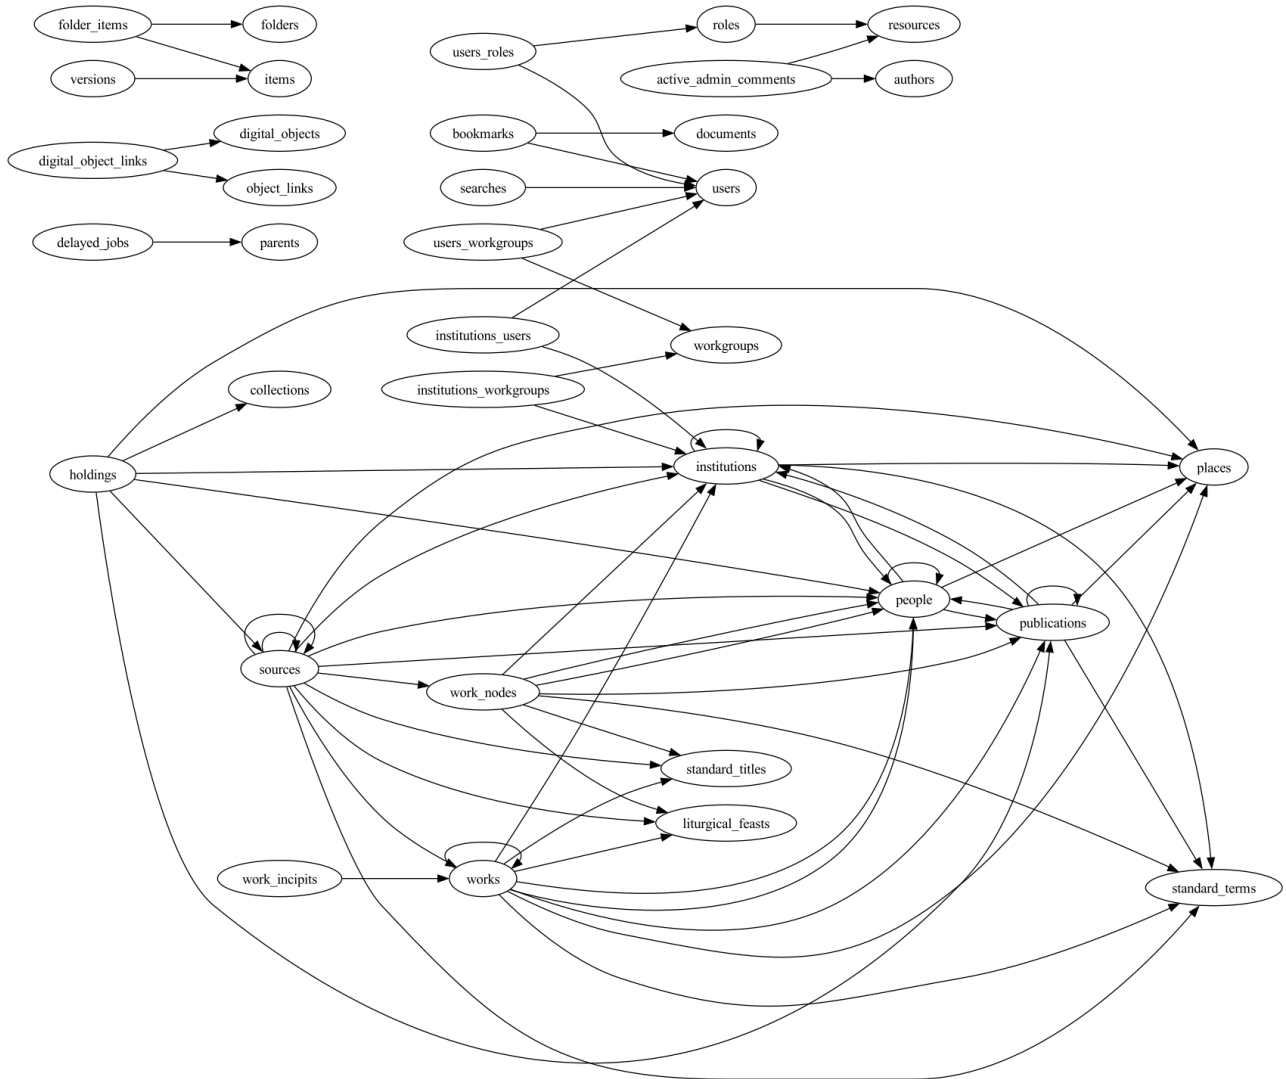 folder_items
folders
roles
resources
users_roles
versions
items
active_admin_comments
authors
digital_objects
bookmarks
documents
digital_object_links
object_links
searches
users
delayed_jobs
parents
users_workgroups
institutions_users
workgroups
collections
institutions_workgroups
holdings
institutions
places
people
publications
sources
work_nodes
standard_titles
liturgical_feasts
work_incipits
works
standard_terms